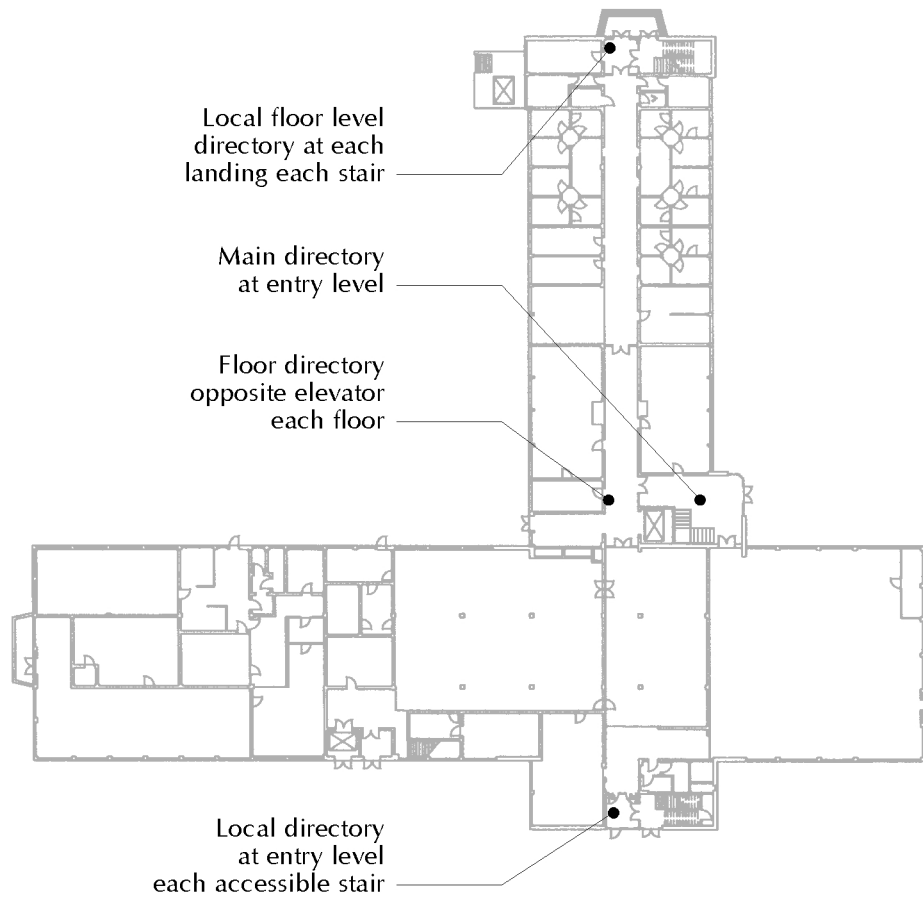 Local floor level
directory at each
landing each stair
Main directory
at entry level
Floor directory
opposite elevator
each floor
Local directory
at entry level
each accessible stair